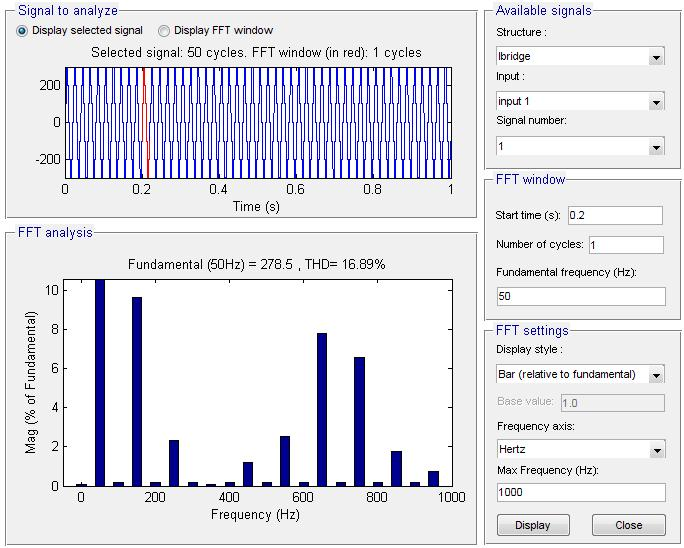 Signal to analyze
Display selected signal
Display FFT window
Selected signal: 50 cycles. FFT window (in red): 1 cycles
200
0
-200
0
0.2
0.4
0.6
0.8
1
Time (s)
FFT analysis
Fundamental (50Hz) = 278.5 , THD= 16.89%
Mag (% of Fundamental)
10
8
6
4
2
0
0
200
400
600
800
1000
Frequency (Hz)
Available signals
Structure :
lbridge
Input :
input 1
Signal number:
1
FFT window
Start time (s): 0.2
Number of cycles: 1
Fundamental frequency (Hz):
50
FFT settings
Display style :
Bar (relative to fundamental)
Base value: 1.0
Frequency axis:
Hertz
Max Frequency (Hz):
1000
Display
Close